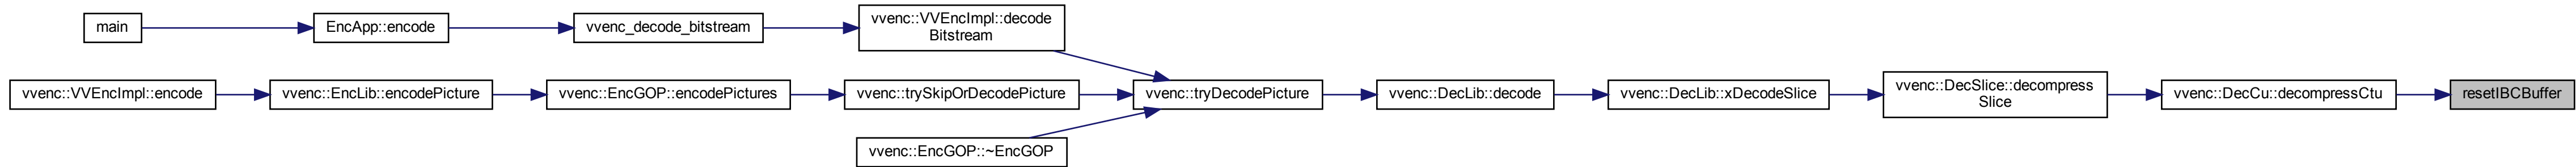 main
EncApp::encode
vvenc_decode_bitstream
vvenc::VVEncImpl::decode
Bitstream
vvenc::VVEncImpl::encode
vvenc::EncLib::encodePicture
vvenc::EncGOP::encodePictures
vvenc::trySkipOrDecodePicture
vvenc::tryDecodePicture
vvenc::DecLib::decode
vvenc::DecLib::xDecodeSlice
vvenc::DecSlice::decompress
Slice
vvenc::DecCu::decompressCtu
resetIBCBuffer
vvenc::EncGOP::~EncGOP